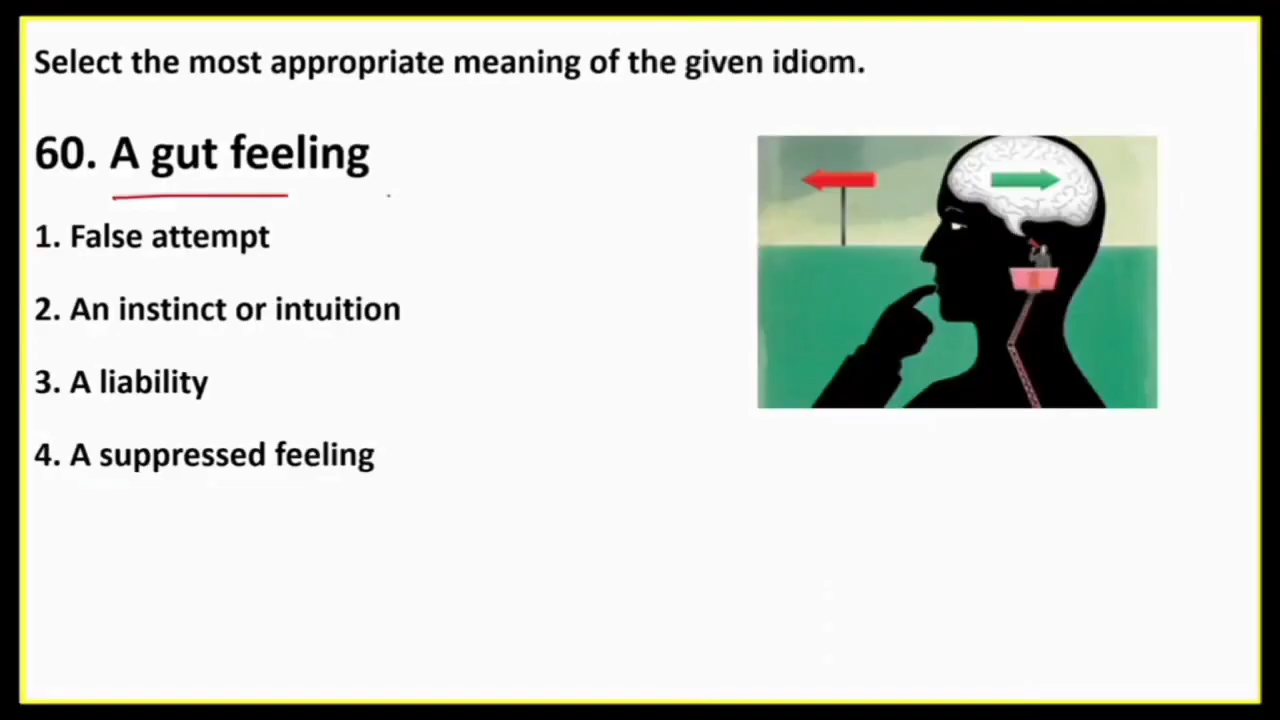 Select the most appropriate meaning of the given idiom.
60. A gut feeling
1. False attempt
2. An instinct or intuition
3. A liability
4. A suppressed feeling